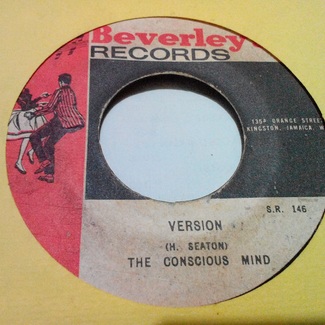 Beverley's
RECORDS
135A ORANGE STREET
KINGSTON, JAMAICA, W
S.R. 146
VERSION
(H. SEATON)
THE CONSCIOUS MIND